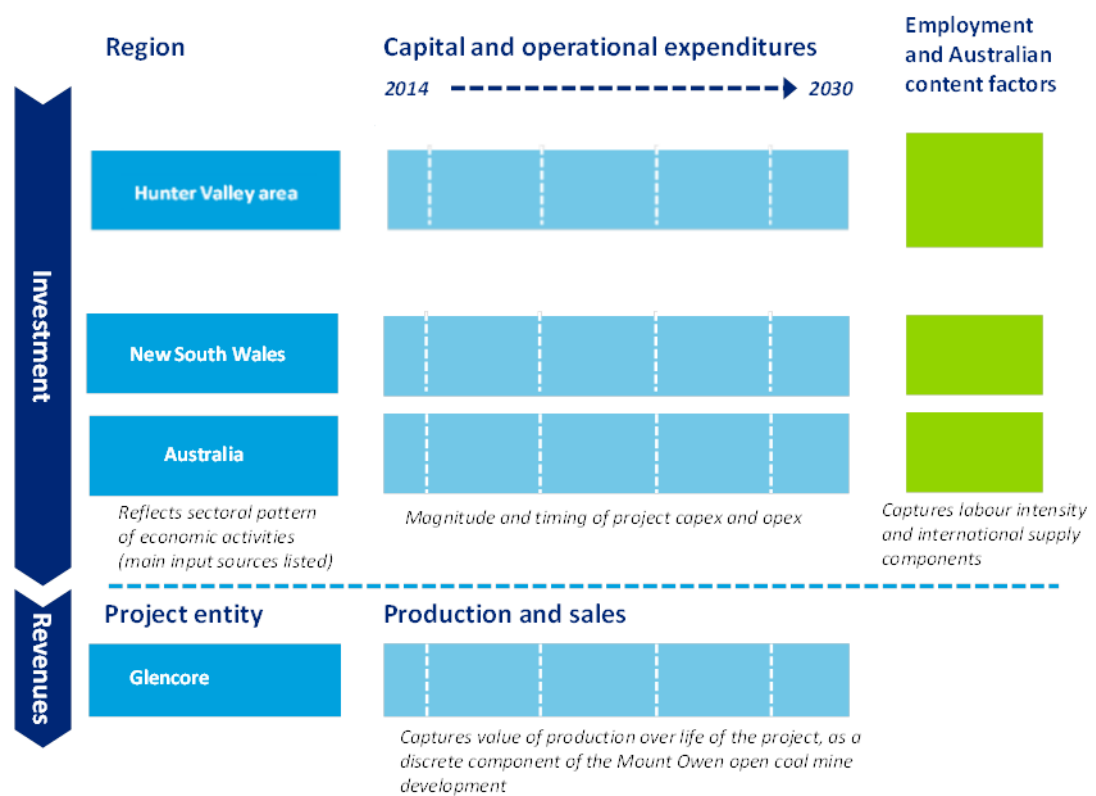 Region
Capital and operational expenditures
2014
2030
Employment
and Australian
content factors
Investment
Hunter Valley area
New South Wales
Australia
Reflects sectoral pattern
of economic activities
(main input sources listed)
Magnitude and timing of project capex and opex
Captures labour intensity
and international supply
components
Revenues
Project entity
Production and sales
Glencore
Captures value of production over life of the project, as a
discrete component of the Mount Owen open coal mine
development